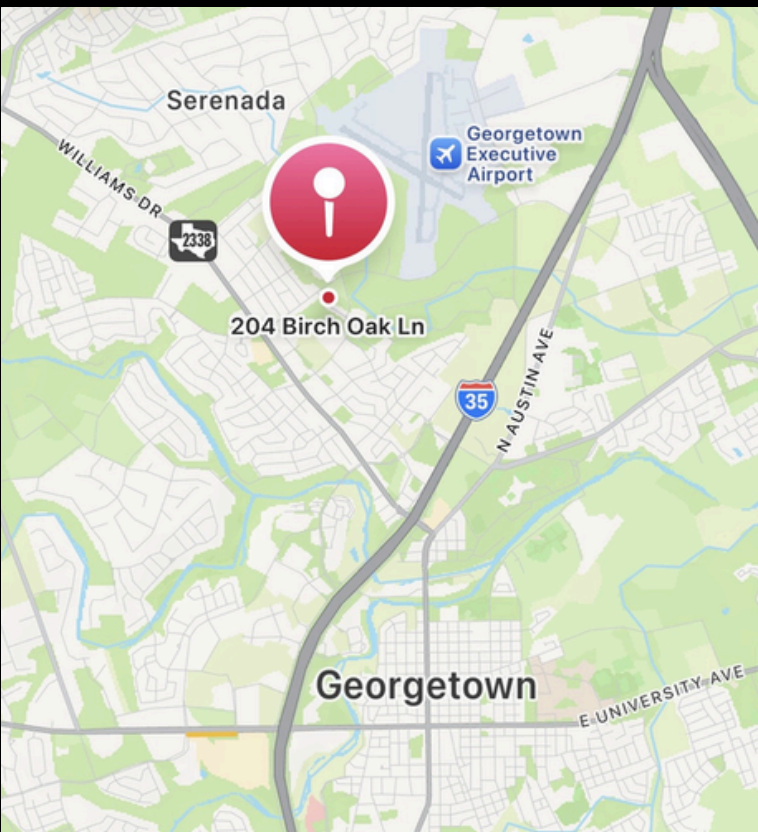 Serenada
Georgetown
Executive
Airport
WILLIAMS DR
2338
204 Birch Oak Ln
35
N AUSTIN AVE
Georgetown
E UNIVERSITY AVE